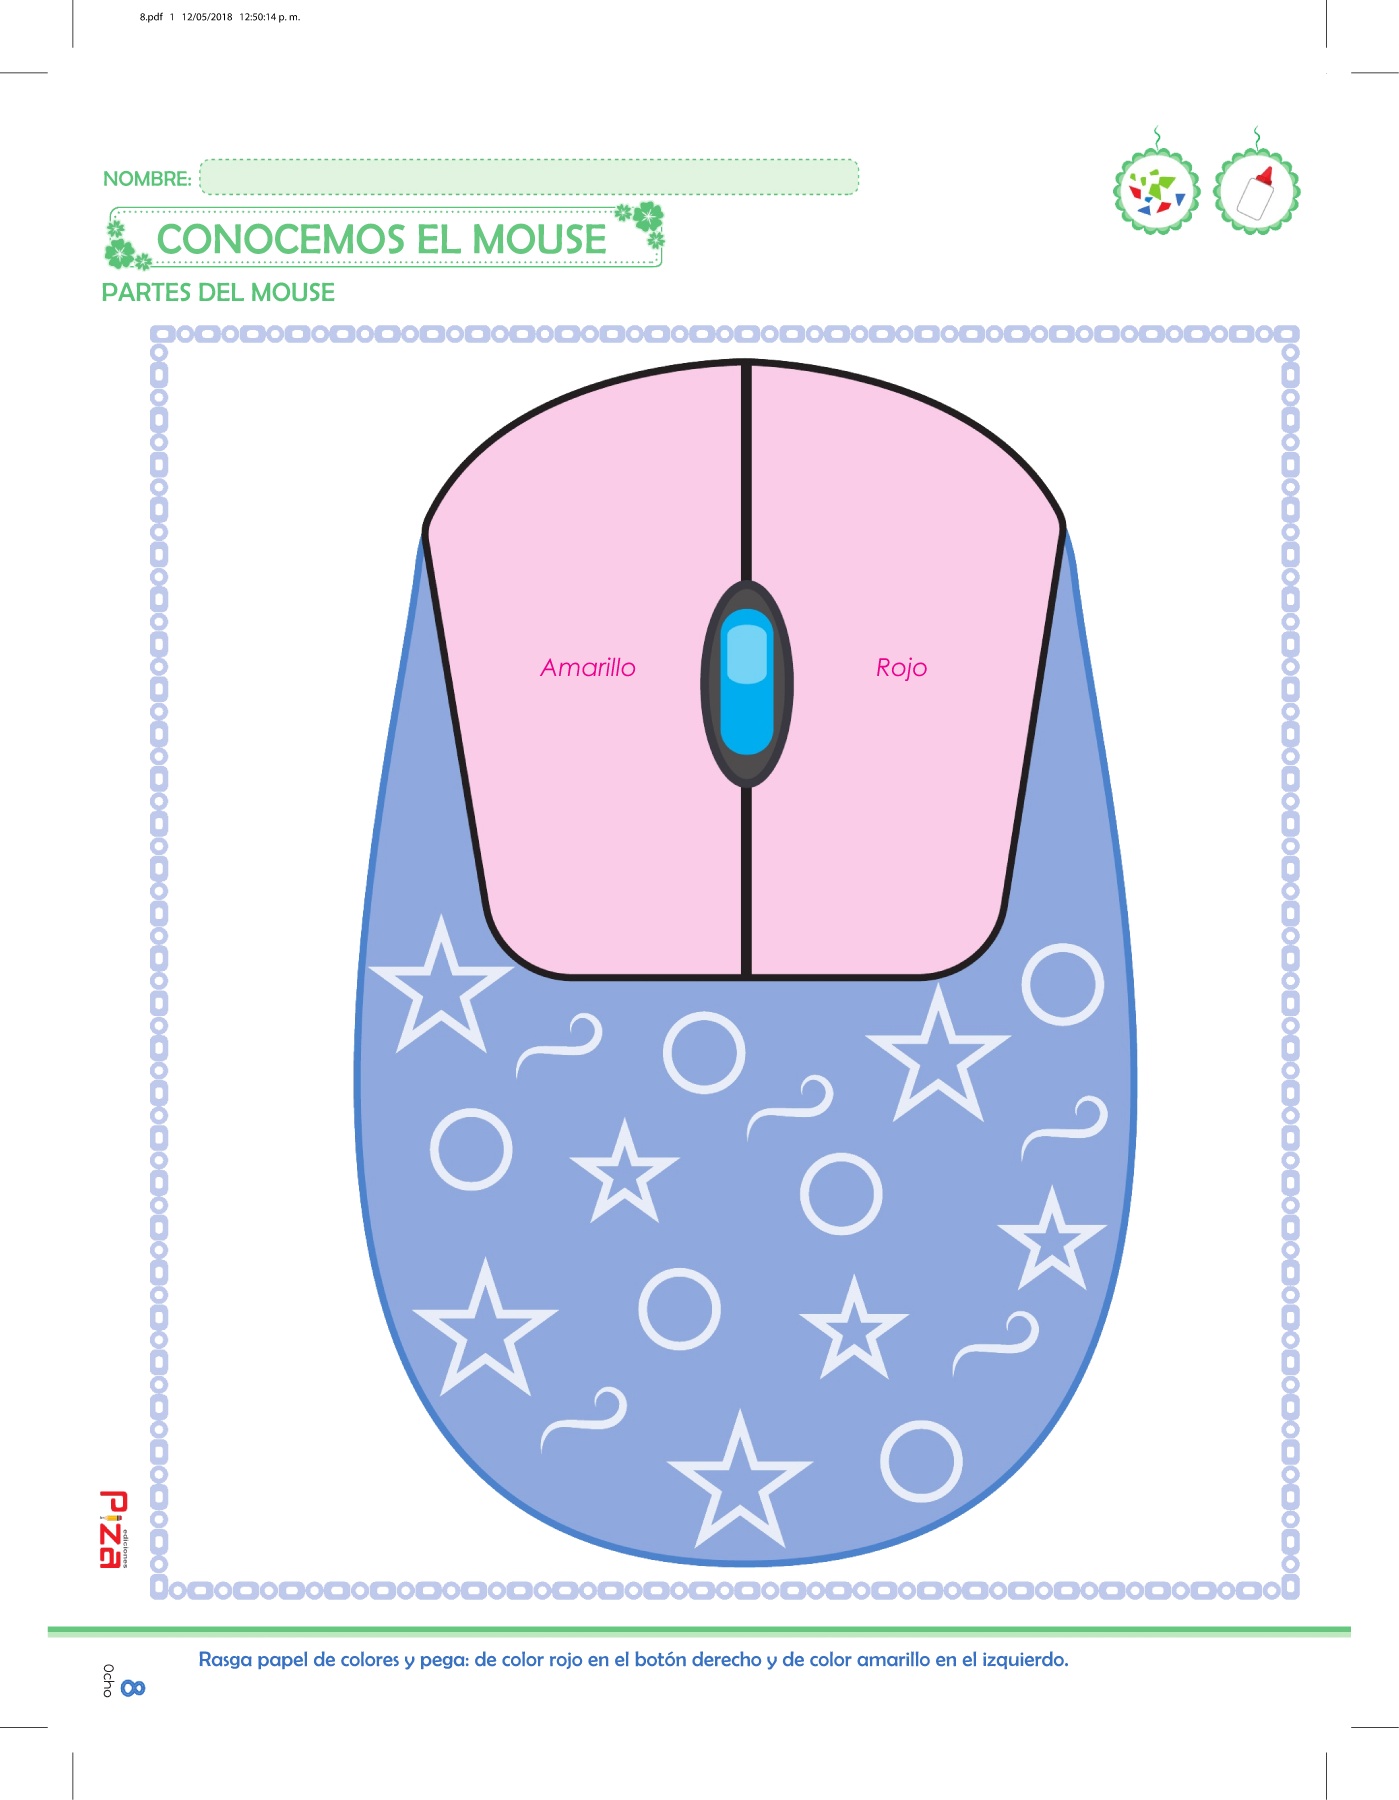 8.pdf 1 12/05/2018 12:50:14 p. m.
NOMBRE:
CONOCEMOS EL MOUSE
PARTES DEL MOUSE
Amarillo
Rojo
Piza
ediciones
Rasga papel de colores y pega: de color rojo en el botón derecho y de color amarillo en el izquierdo.
8
Ocho